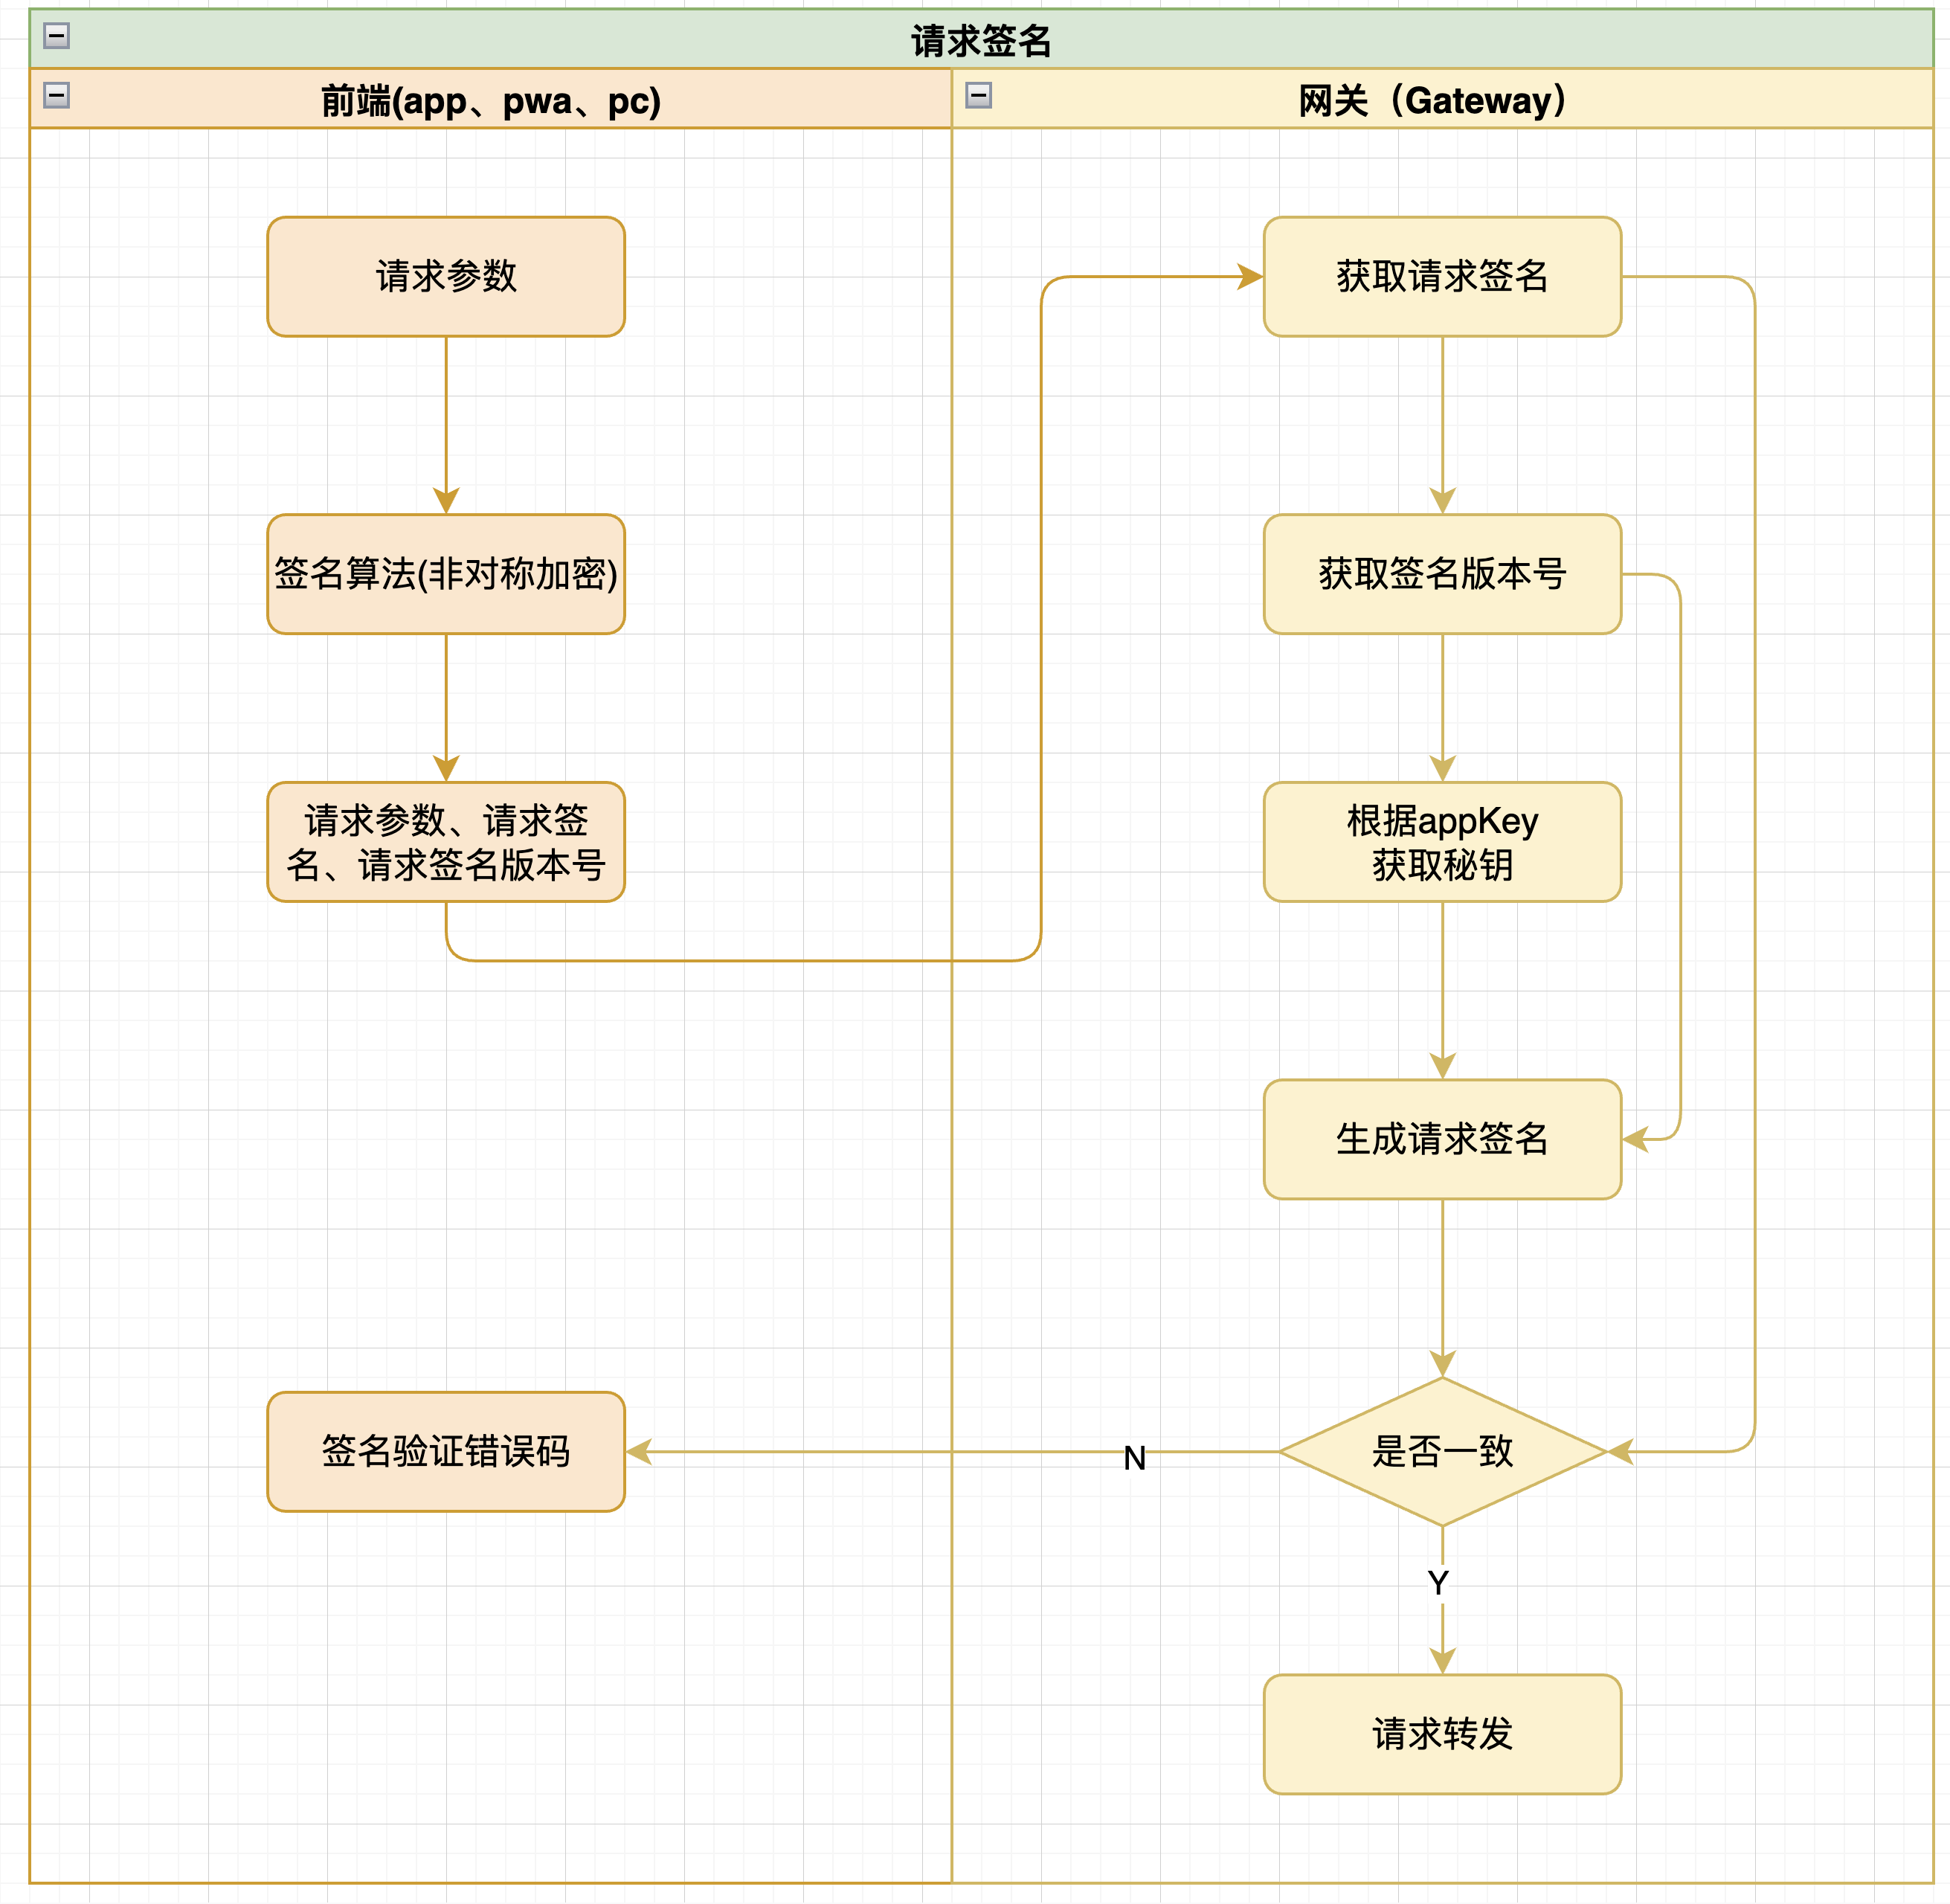 请求签名
前端(app、pwa、pc)
网关（Gateway）
请求参数
签名算法(非对称加密)
请求参数、请求签
名、请求签名版本号
获取请求签名
获取签名版本号
根据appKey
获取秘钥
生成请求签名
是否一致
N
签名验证错误码
Y
请求转发